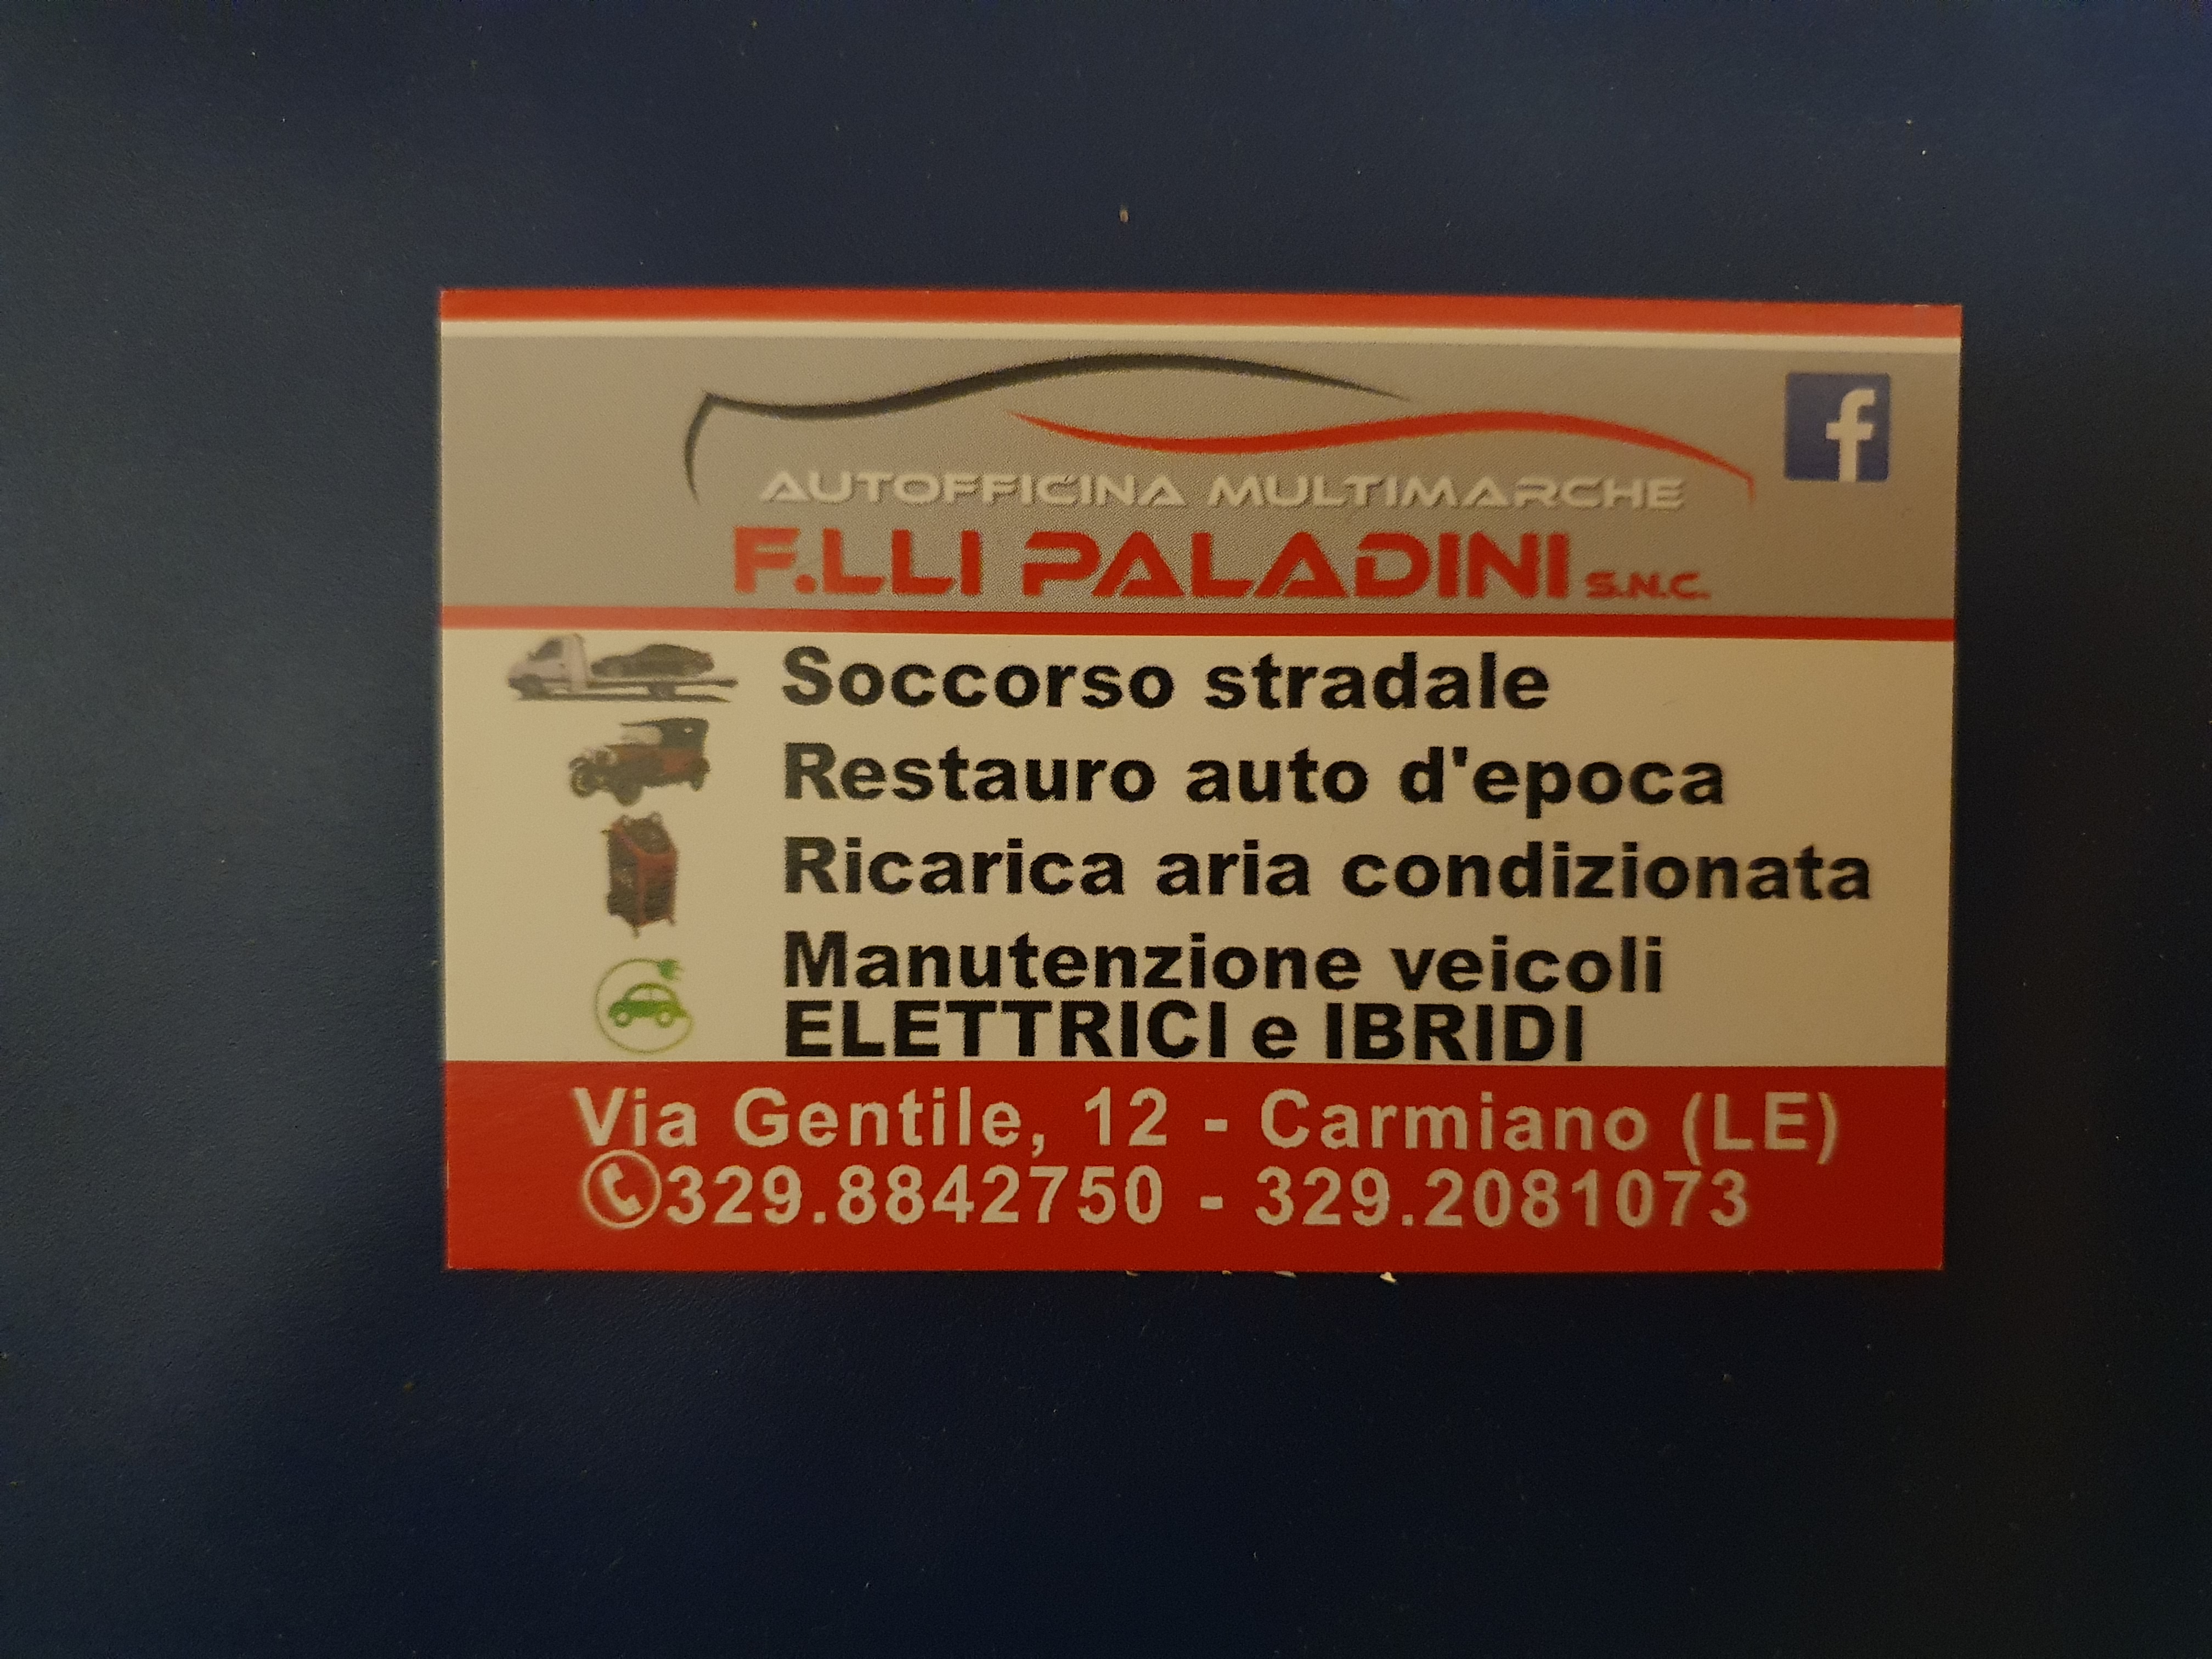 f
AUTOFFICINA MULTIMARCHE
F.LLI PALADINI S.N.C.
Soccorso stradale
Restauro auto d'epoca
Ricarica aria condizionata
Manutenzione veicoli
ELETTRICI e IBRIDI
Via Gentile, 12 - Carmiano (LE)
329.8842750 - 329.2081073